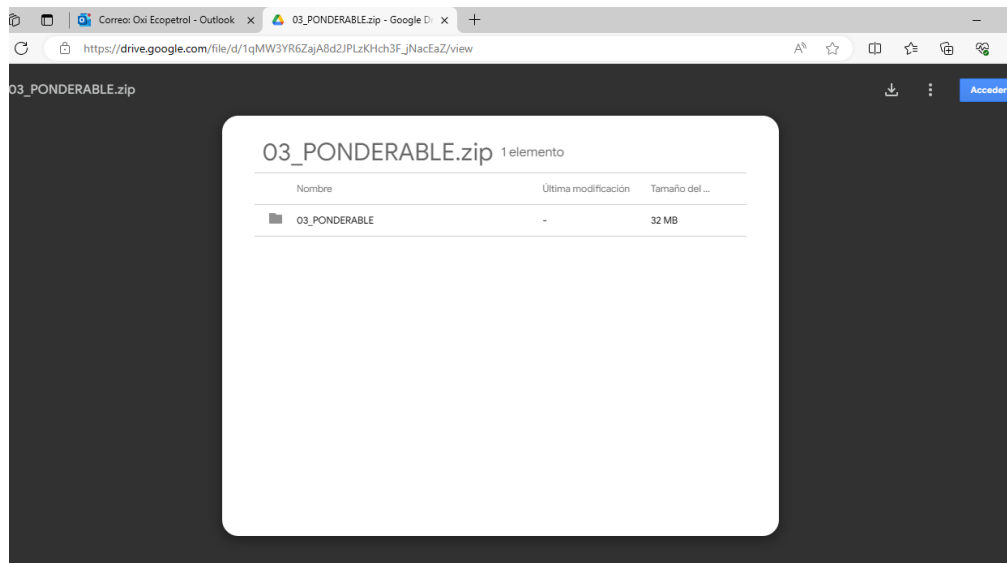 Correo: Oxi Ecopetrol - Outlook
03_PONDERABLE.zip - Google Dr
https://drive.google.com/file/d/1qMW3YR6ZajA8d2JPLzKHch3F_jNacEaZ/view
03_PONDERABLE.zip
Acceder
03_PONDERABLE.zip 1 elemento
Nombre Última modificación Tamaño del ...
03_PONDERABLE - 32 MB